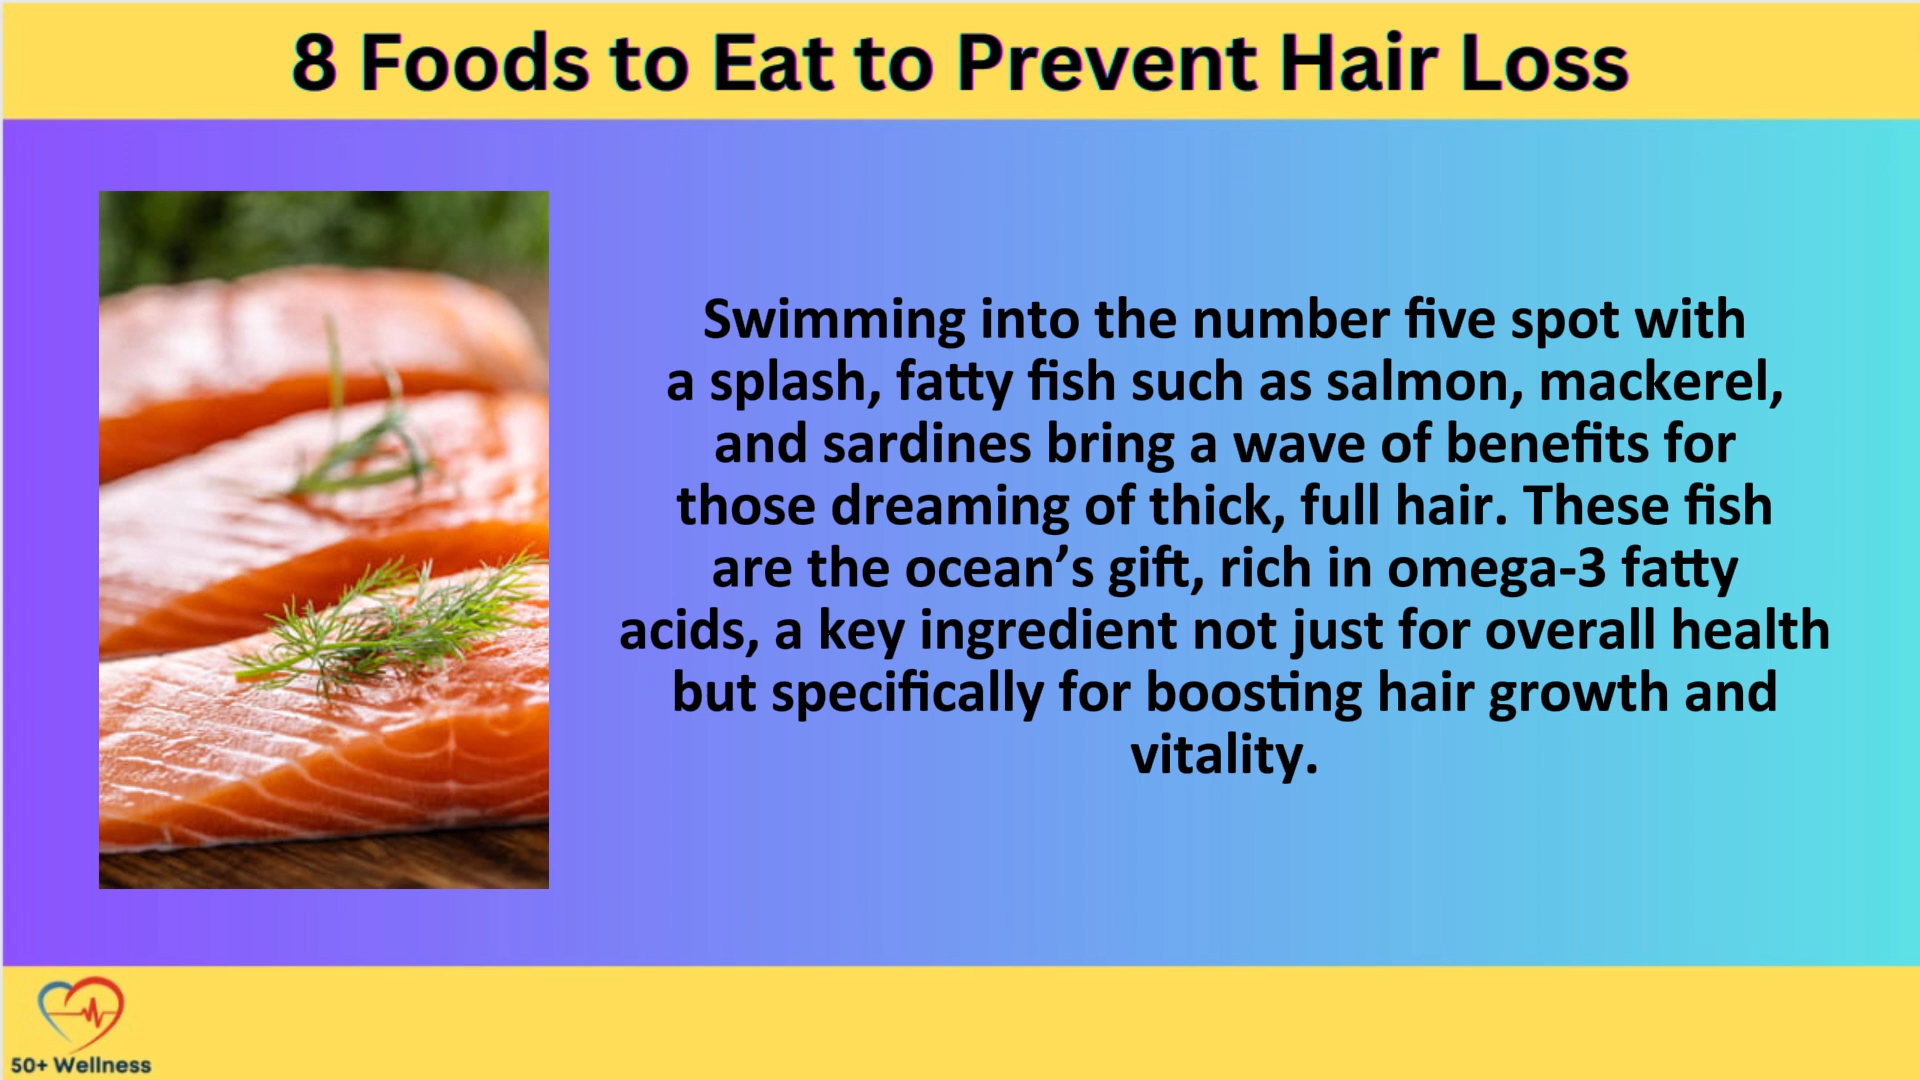 8 Foods to Eat to Prevent Hair Loss
Swimming into the number five spot with
a splash, fatty fish such as salmon, mackerel,
and sardines bring a wave of benefits for
those dreaming of thick, full hair. These fish
are the ocean’s gift, rich in omega-3 fatty
acids, a key ingredient not just for overall health
but specifically for boosting hair growth and
vitality.
50+ Wellness